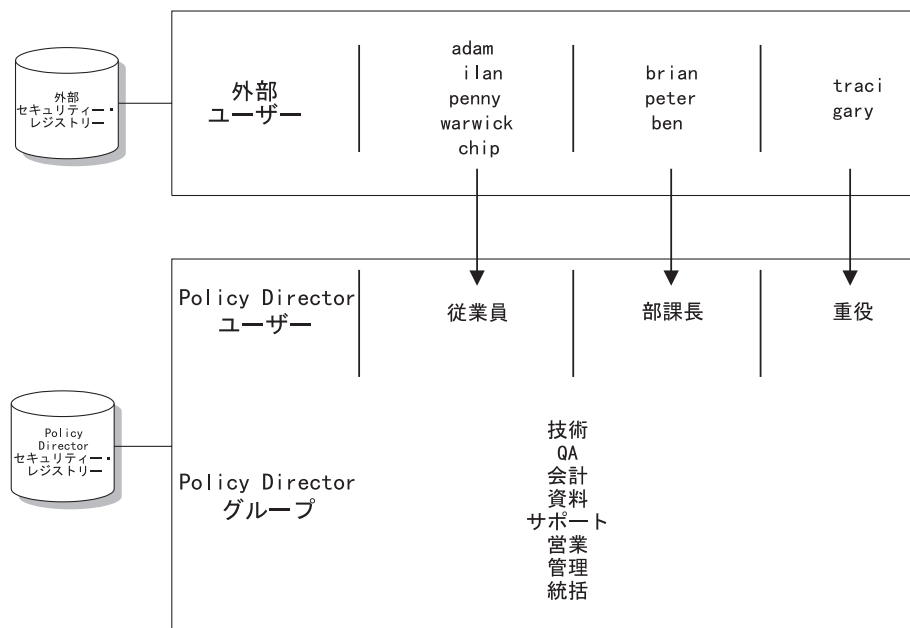 外部
セキュリティー・
レジストリー
外部
ユーザー
adam
ilan
penny
warwick
chip
brian
peter
ben
traci
gary
Policy Director
ユーザー
従業員
部課長
重役
Policy
Director
セキュリティー・
レジストリー
Policy Director
グループ
技術
QA
会計
資料
サポート
営業
管理
統括